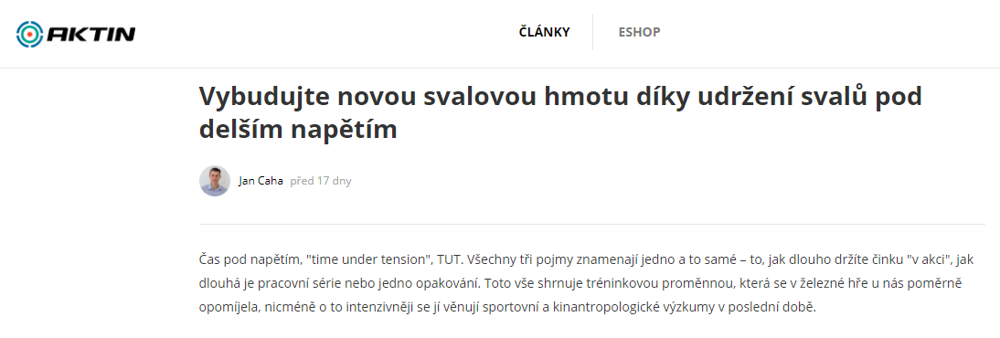 AKTIN
ČLÁNKY
ESHOP
Vybudujte novou svalovou hmotu díky udržení svalů pod
delším napětím
Jan Caha před 17 dny
Čas pod napětím, "time under tension", TUT. Všechny tři pojmy znamenají jedno a to samé – to, jak dlouho držíte činku "v akci", jak
dlouhá je pracovní série nebo jedno opakování. Toto vše shrnuje tréninkovou proměnnou, která se v železné hře u nás poměrně
opomíjela, nicméně o to intenzivněji se jí věnují sportovní a kinantropologické výzkumy v poslední době.